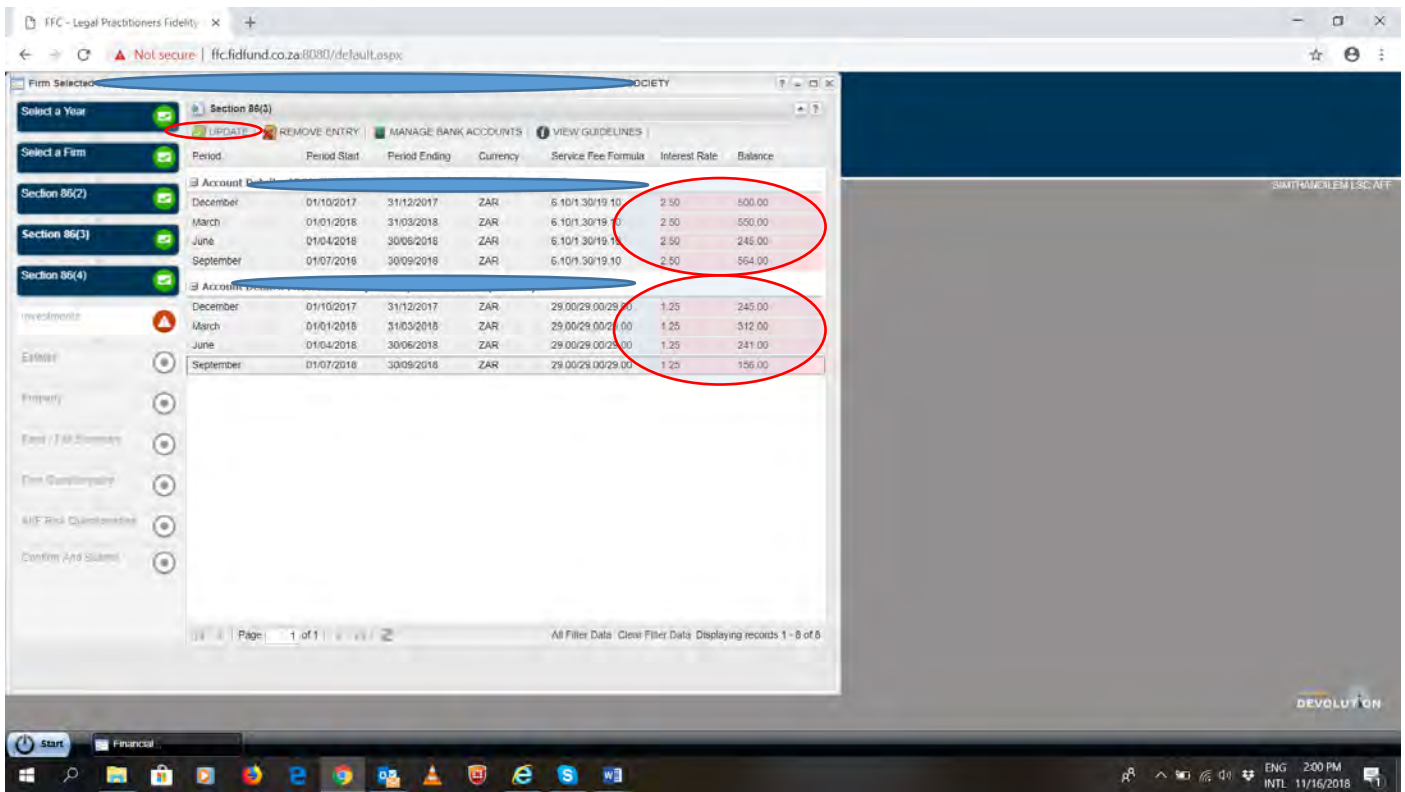 FFC - Legal Practitioners Fidelity
Not secure | ffc.fidfund.co.za:8080/default.aspx
Firm Selected OCIETY
Select a Year
Select a Firm
Section 86(2)
Section 86(3)
Section 86(4)
Investments
Estates
Property
Firm Questionnaire
AFF Risk Questionnaire
Confirm And Submit
Section 86(3)
UPDATE REMOVE ENTRY MANAGE BANK ACCOUNTS VIEW GUIDELINES
Period Period Start Period Ending Currency Service Fee Formula Interest Rate Balance
Account
December 01/10/2017 31/12/2017 ZAR 6.10/1.30/19.10 2.50 500.00
March 01/01/2018 31/03/2018 ZAR 6.10/1.30/19.10 2.50 550.00
June 01/04/2018 30/06/2018 ZAR 6.10/1.30/19.10 2.50 245.00
September 01/07/2018 30/09/2018 ZAR 6.10/1.30/19.10 2.50 564.00
Account
December 01/10/2017 31/12/2017 ZAR 29.00/29.00/29.00 1.25 245.00
March 01/01/2018 31/03/2018 ZAR 29.00/29.00/29.00 1.25 312.00
June 01/04/2018 30/06/2018 ZAR 29.00/29.00/29.00 1.25 241.00
September 01/07/2018 30/09/2018 ZAR 29.00/29.00/29.00 1.25 156.00
Page 1 of 1 All Filter Data Clear Filter Data Displaying records 1 - 8 of 8
DEVOLUTION
Start Financial
ENG 2:00 PM
INTL 11/16/2018